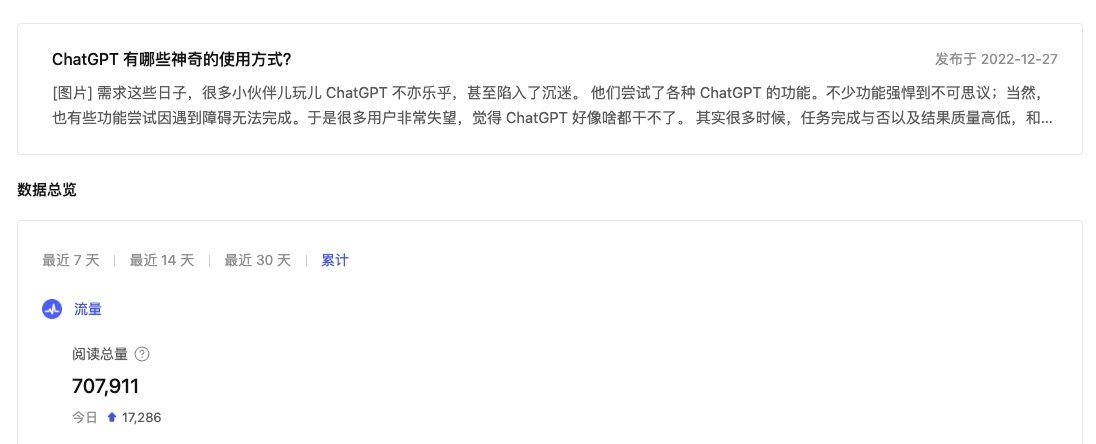 ChatGPT 有哪些神奇的使用方式?
发布于 2022-12-27
[图片] 需求这些日子，很多小伙伴儿玩儿 ChatGPT 不亦乐乎，甚至陷入了沉迷。 他们尝试了各种 ChatGPT 的功能。不少功能强悍到不可思议；当然，
也有些功能尝试因遇到障碍无法完成。于是很多用户非常失望，觉得 ChatGPT 好像啥都干不了。 其实很多时候，任务完成与否以及结果质量高低，和...
数据总览
最近 7 天 | 最近 14 天 | 最近 30 天 | 累计
流量
阅读总量 ?
707,911
今日 17,286